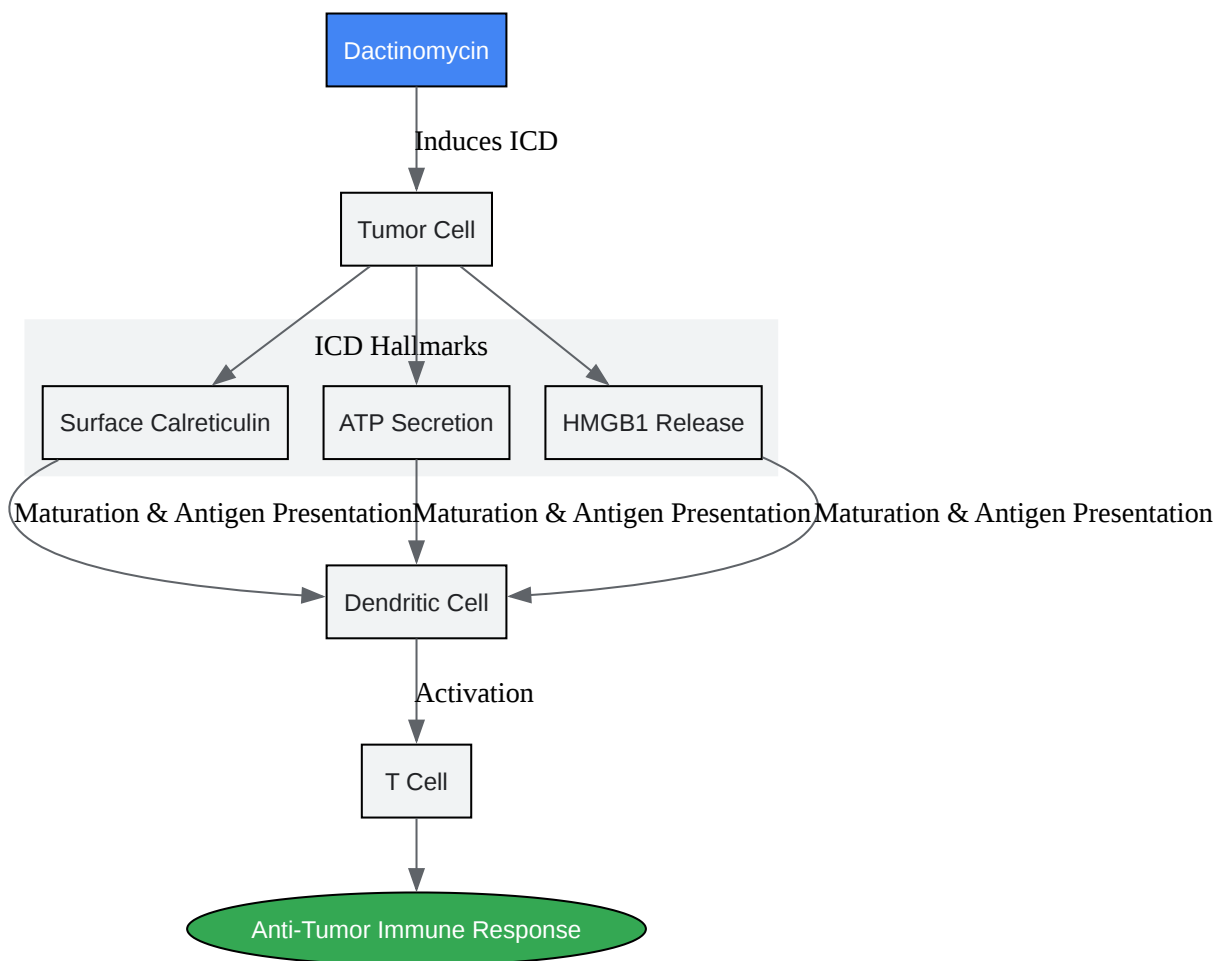 Dactinomycin
Induces ICD
Tumor Cell
ICD Hallmarks
Surface Calreticulin
ATP Secretion
HMGB1 Release
Maturation & Antigen Presentation
Maturation & Antigen Presentation
Maturation & Antigen Presentation
Dendritic Cell
Activation
T Cell
Anti-Tumor Immune Response